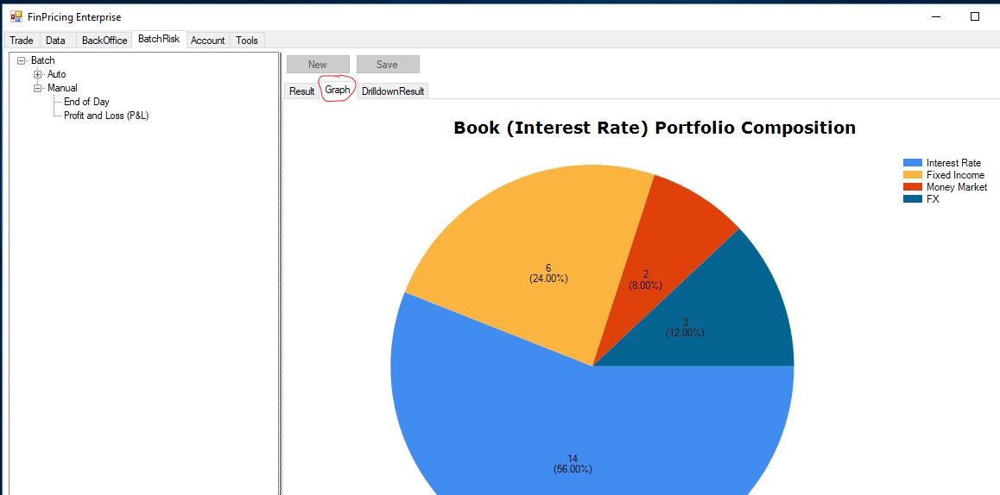 FinPricing Enterprise
Trade Data BackOffice BatchRisk Account Tools
Batch
Auto
Manual
End of Day
Profit and Loss (P&L)
New Save
Result Graph DrilldownResult
Book (Interest Rate) Portfolio Composition
Interest Rate
Fixed Income
Money Market
FX
6
(24.00%)
2
(8.00%)
3
(12.00%)
14
(56.00%)